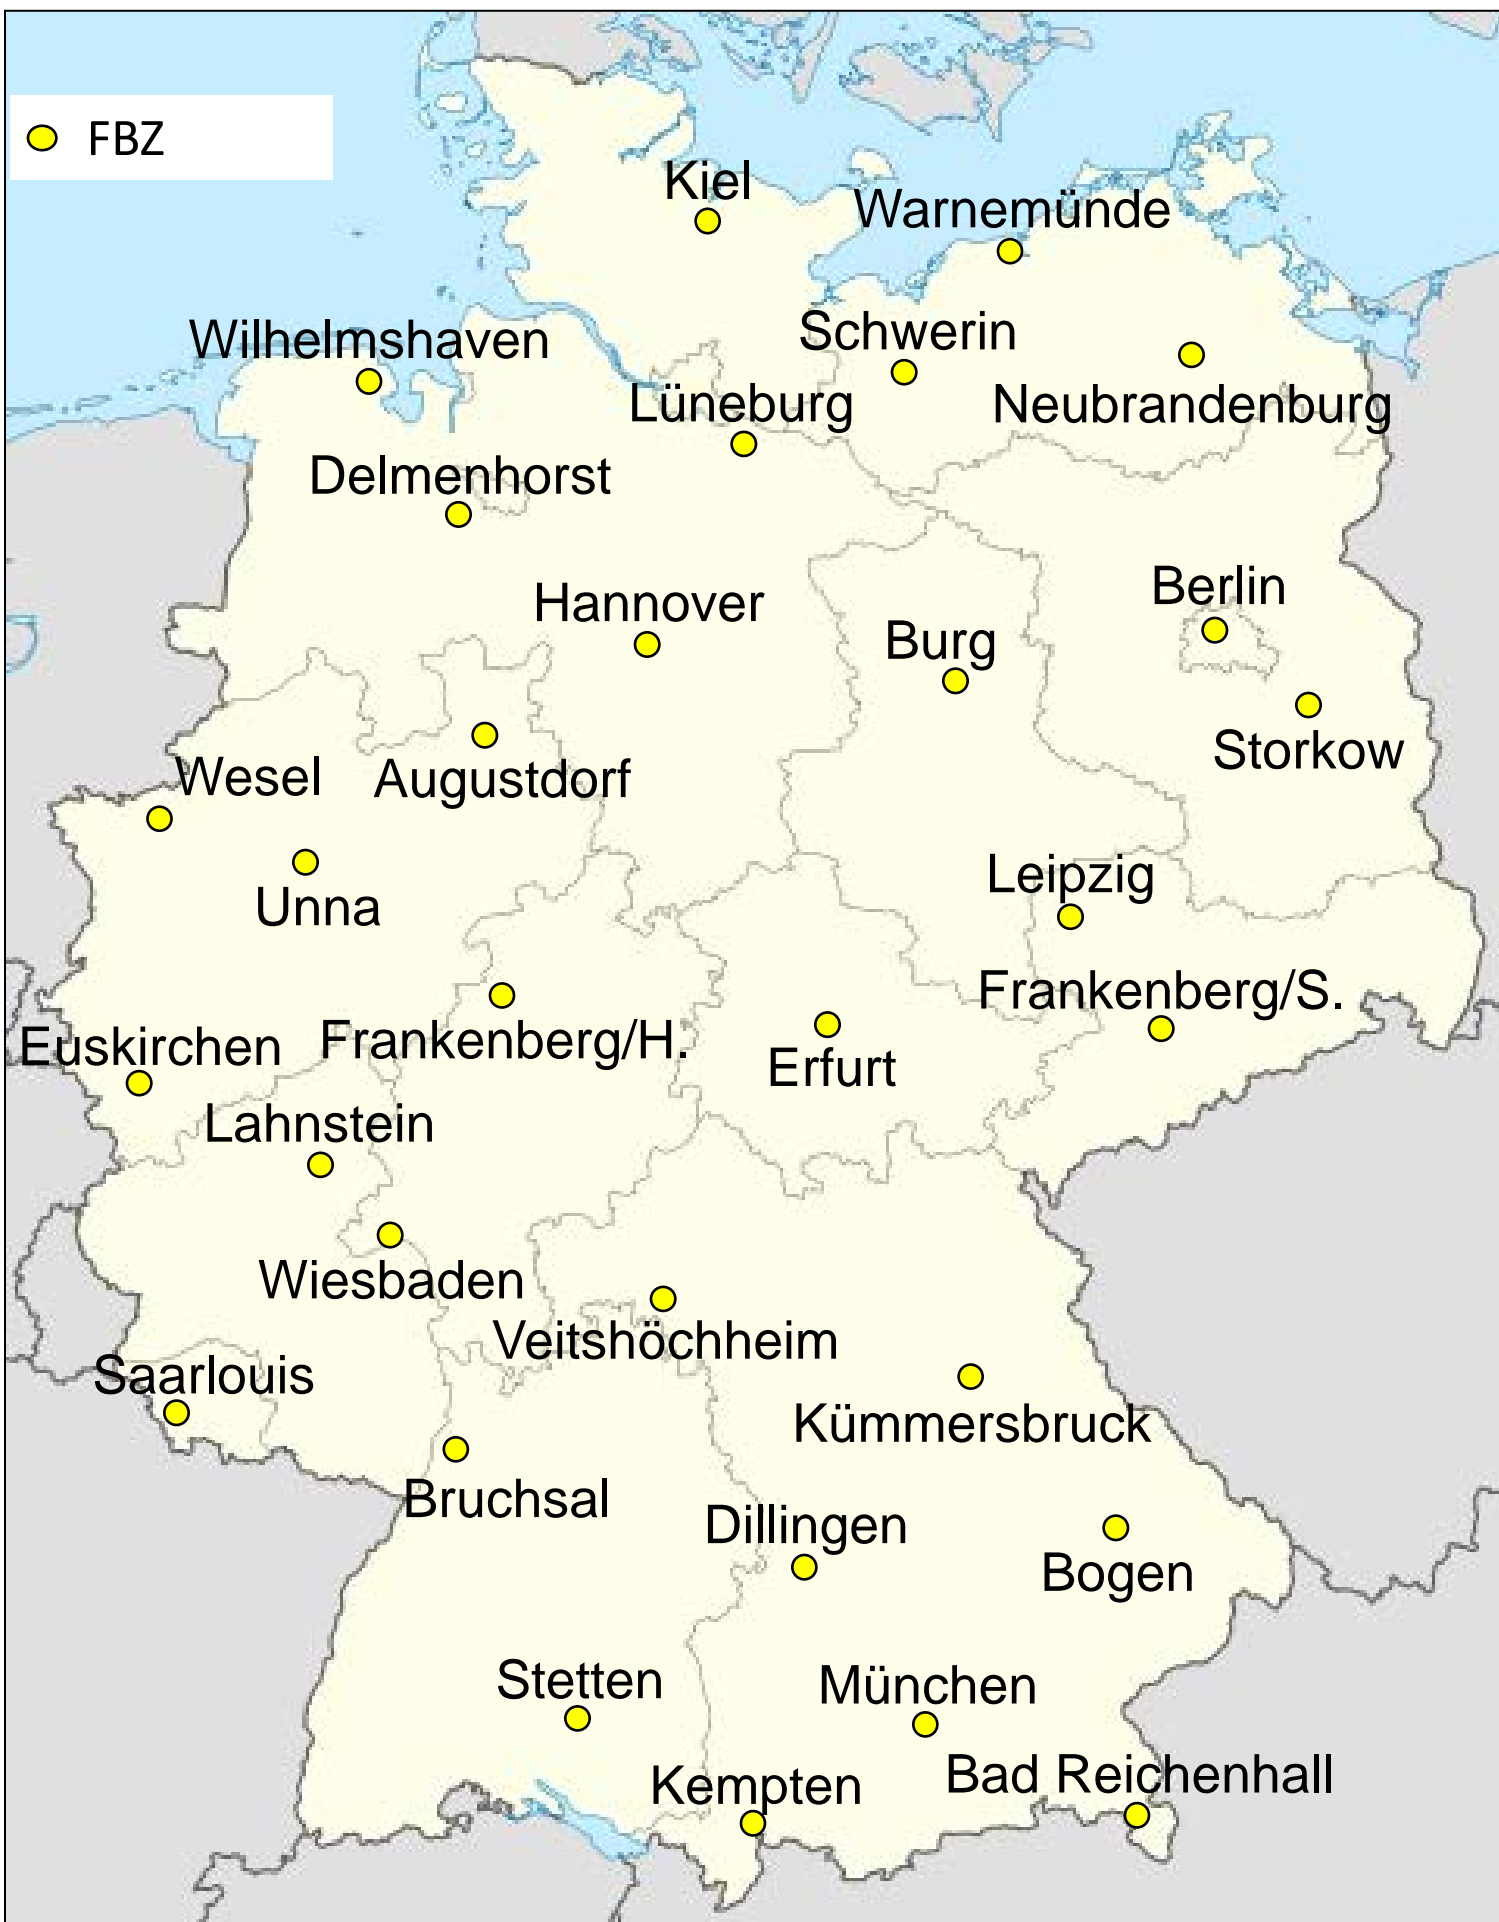 FBZ
Kiel
Warnemünde
Schwerin
Wilhelmshaven
Lüneburg
Neubrandenburg
Delmenhorst
Berlin
Hannover
Burg
Storkow
Wesel
Augustdorf
Leipzig
Unna
Frankenberg/S.
Euskirchen
Frankenberg/H.
Erfurt
Lahnstein
Wiesbaden
Veitshöchheim
Saarlouis
Kümmersbruck
Bruchsal
Dillingen
Bogen
Stetten
München
Bad Reichenhall
Kempten